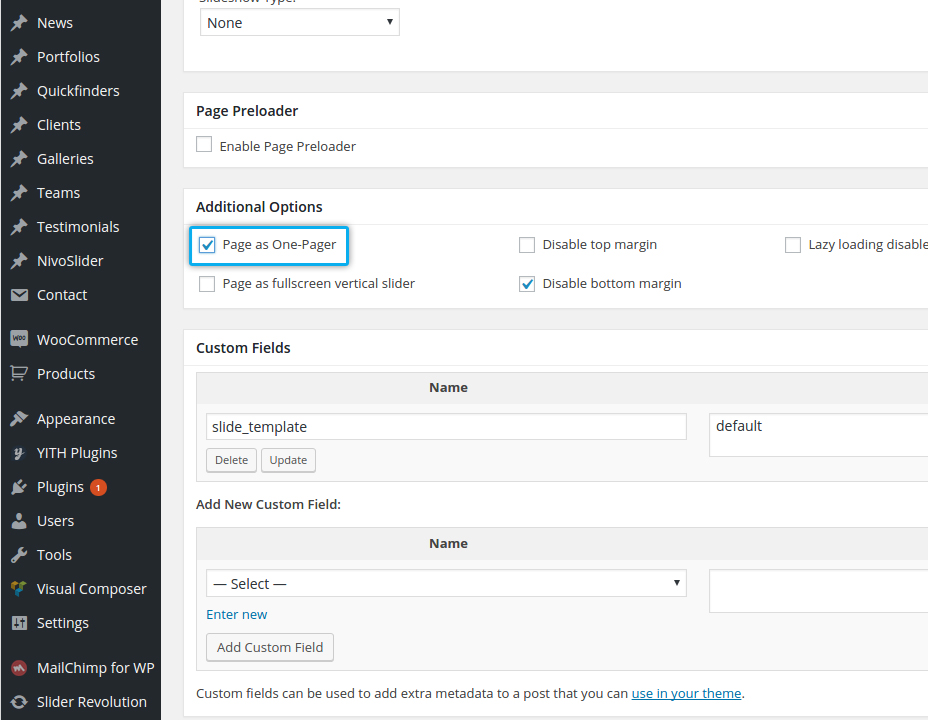 News
Portfolios
Quickfinders
Clients
Galleries
Teams
Testimonials
NivoSlider
Contact
WooCommerce
Products
Appearance
YITH Plugins
Plugins 1
Users
Tools
Visual Composer
Settings
MailChimp for WP
Slider Revolution
Slideshow Type:
None
Page Preloader
Enable Page Preloader
Additional Options
Page as One-Pager
Disable top margin
Lazy loading disable
Page as fullscreen vertical slider
Disable bottom margin
Custom Fields
Name
slide_template
default
Delete Update
Add New Custom Field:
Name
— Select —
Enter new
Add Custom Field
Custom fields can be used to add extra metadata to a post that you can use in your theme.